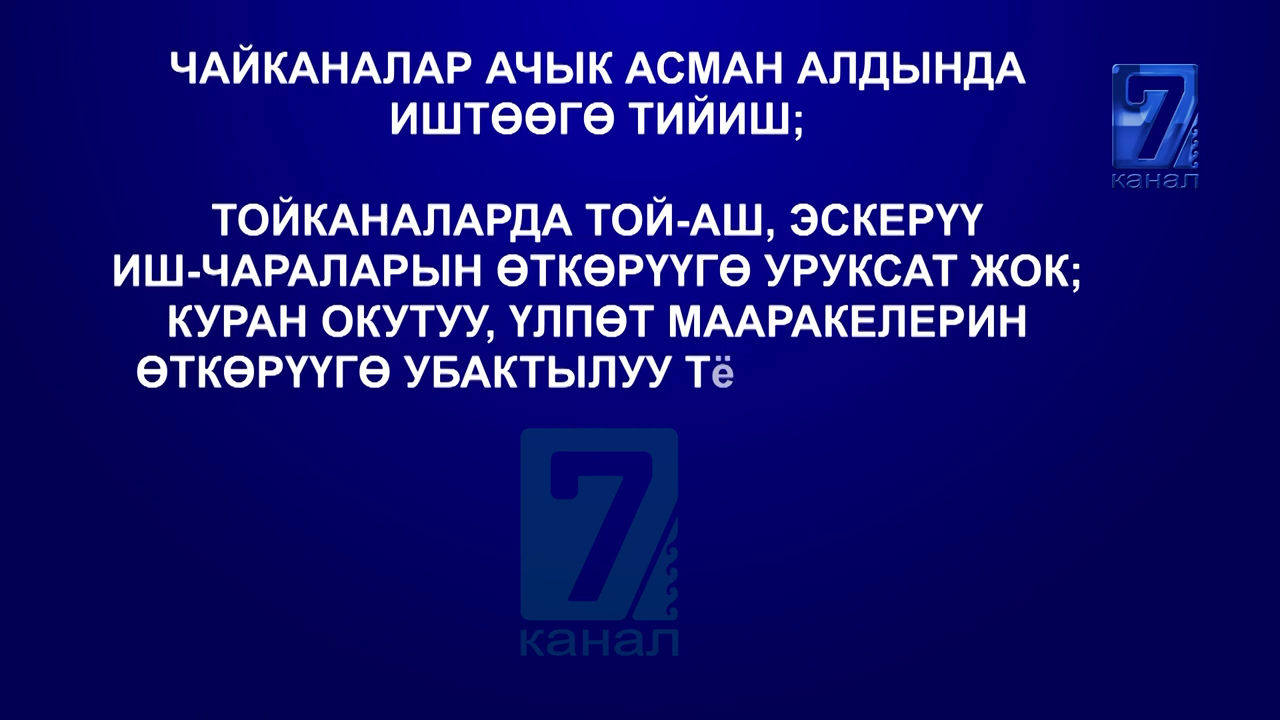 ЧАЙКАНАЛАР АЧЫК АСМАН АЛДЫНДА
ИШТӨӨГӨ ТИЙИШ;
7
канал
ТОЙКАНАЛАРДА ТОЙ-АШ, ЭСКЕРҮҮ
ИШ-ЧАРАЛАРЫН ӨТКӨРҮҮГӨ УРУКСАТ ЖОК;
КУРАН ОКУТУУ, ҮЛПӨТ МААРАКЕЛЕРИН
ӨТКӨРҮҮГӨ УБАКТЫЛУУ Тё
7
канал